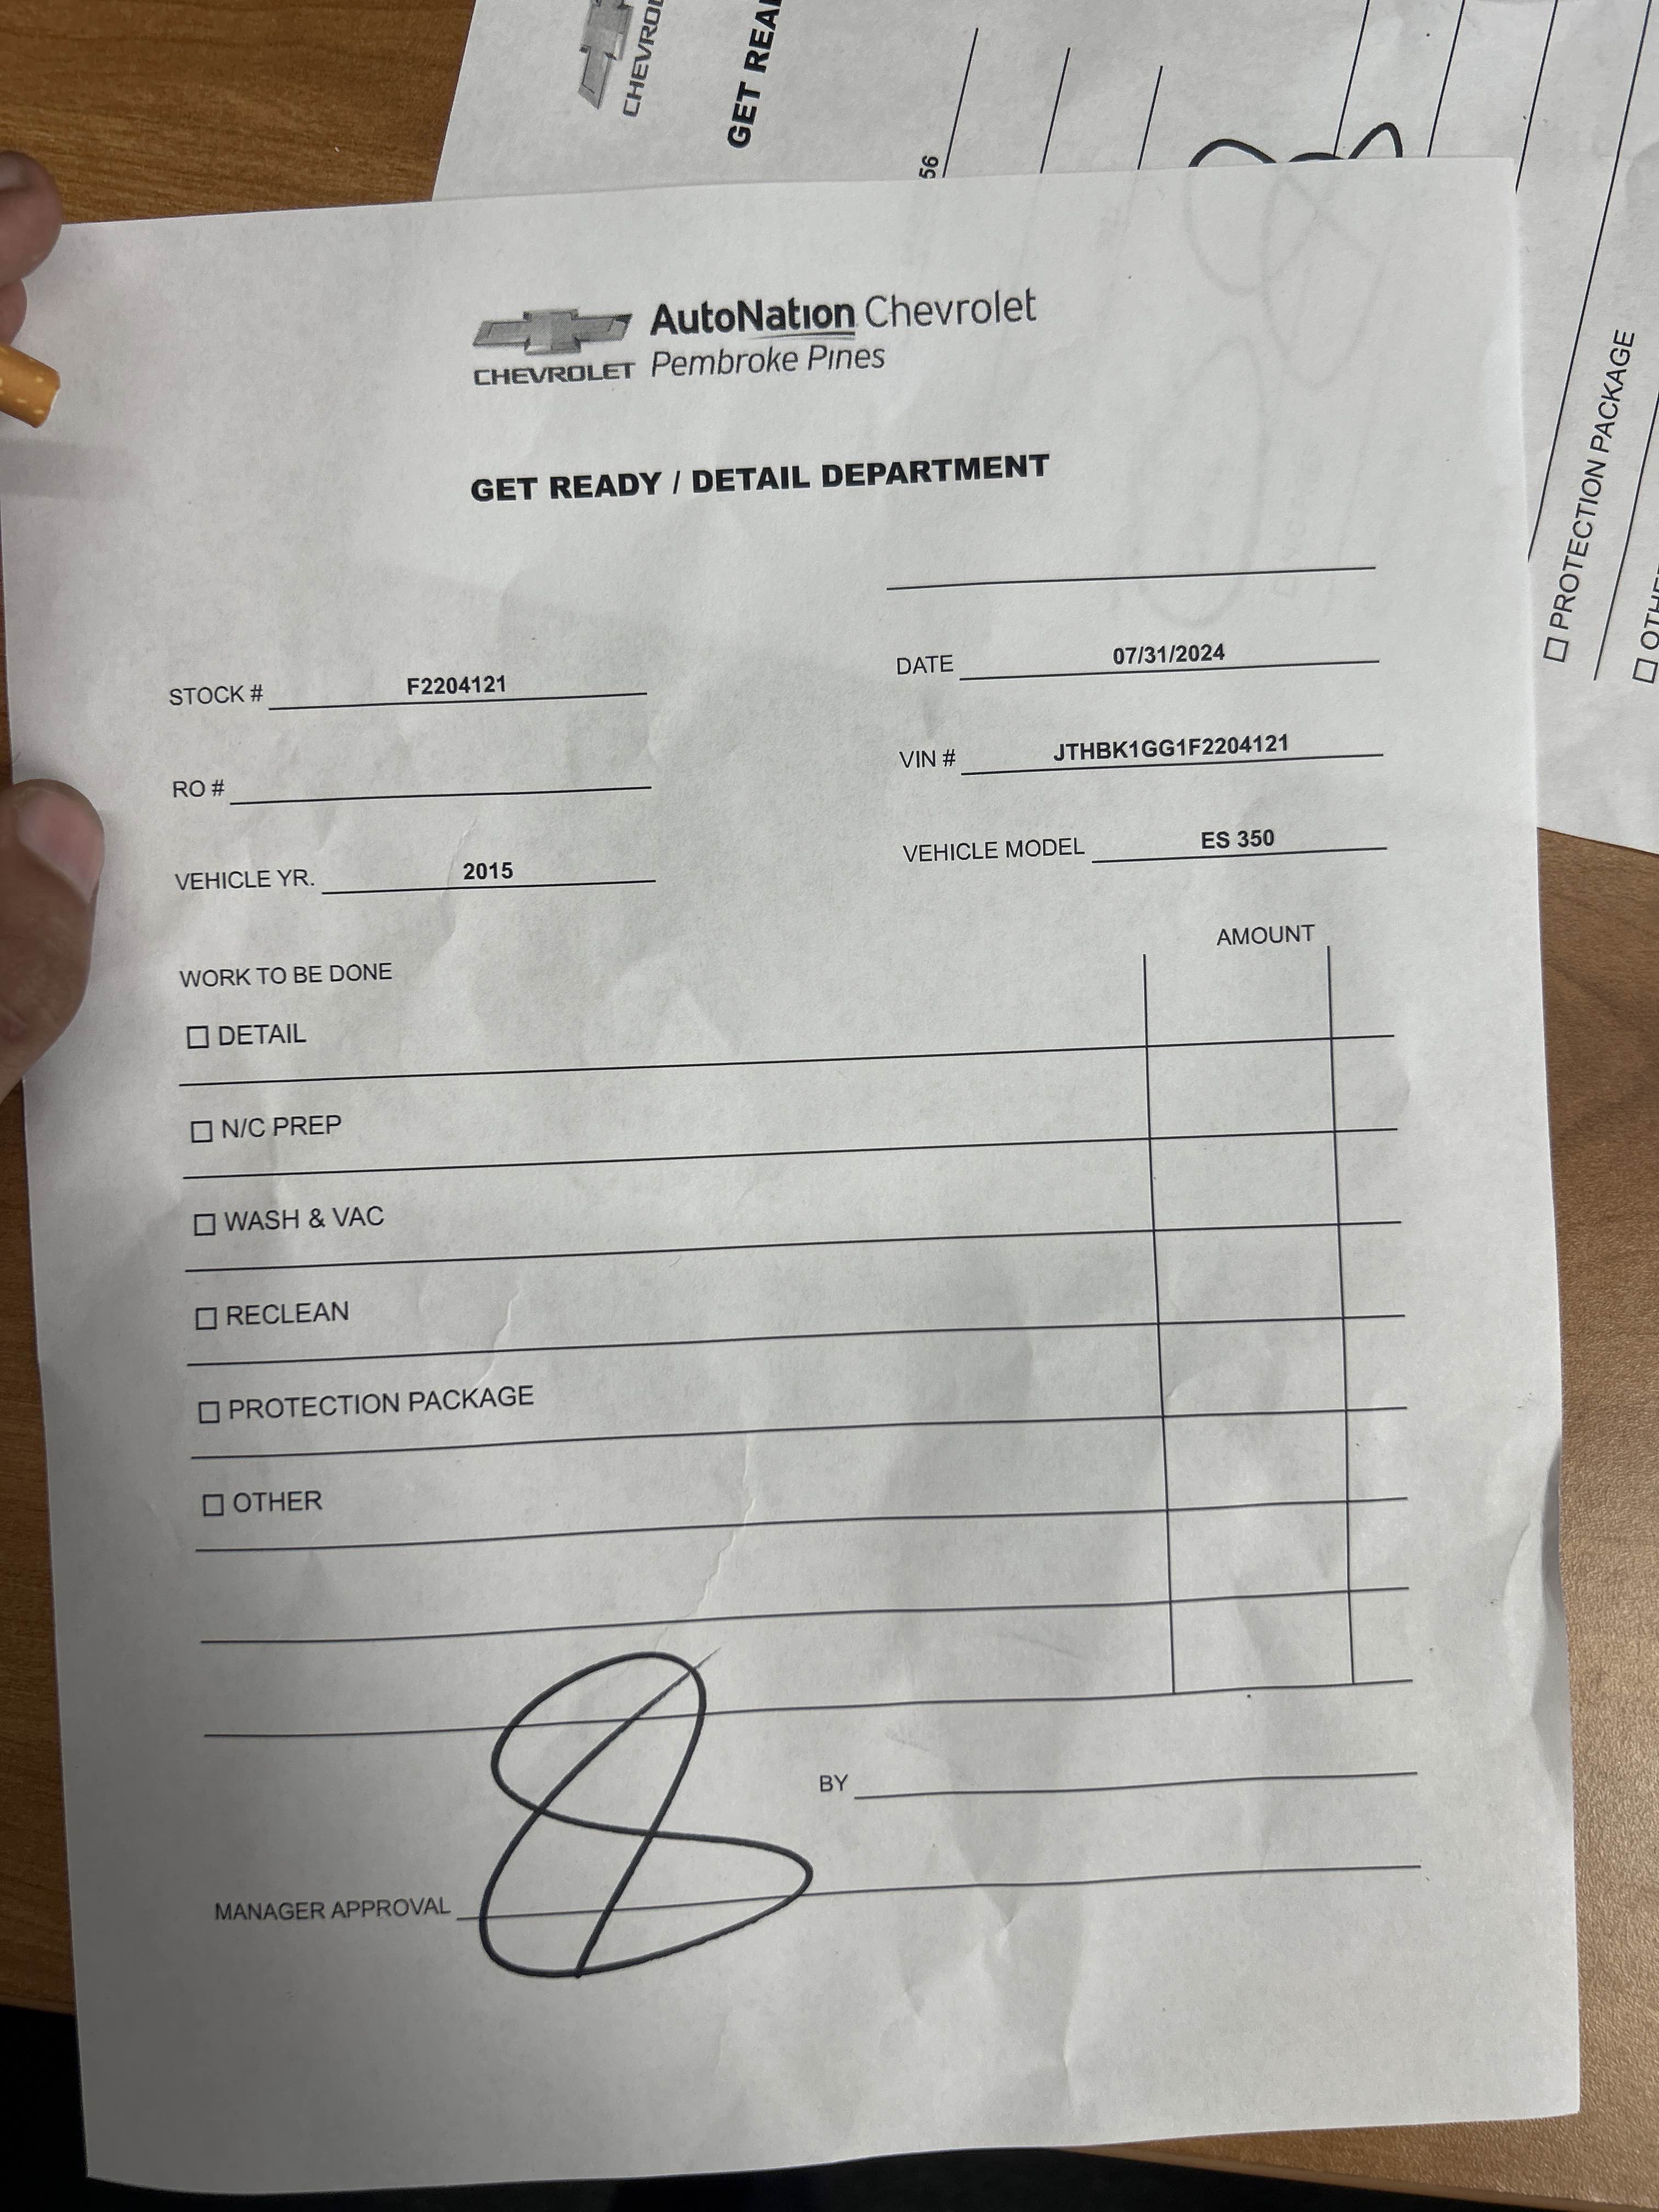 CHEVROL
GET REA
56
PROTECTION PACKAGE
OTHE
AutoNation Chevrolet
CHEVROLET Pembroke Pines
GET READY / DETAIL DEPARTMENT
STOCK # F2204121
DATE 07/31/2024
RO #
VIN # JTHBK1GG1F2204121
VEHICLE YR. 2015
VEHICLE MODEL ES 350
AMOUNT
WORK TO BE DONE
DETAIL
N/C PREP
WASH & VAC
RECLEAN
PROTECTION PACKAGE
OTHER
BY
MANAGER APPROVAL